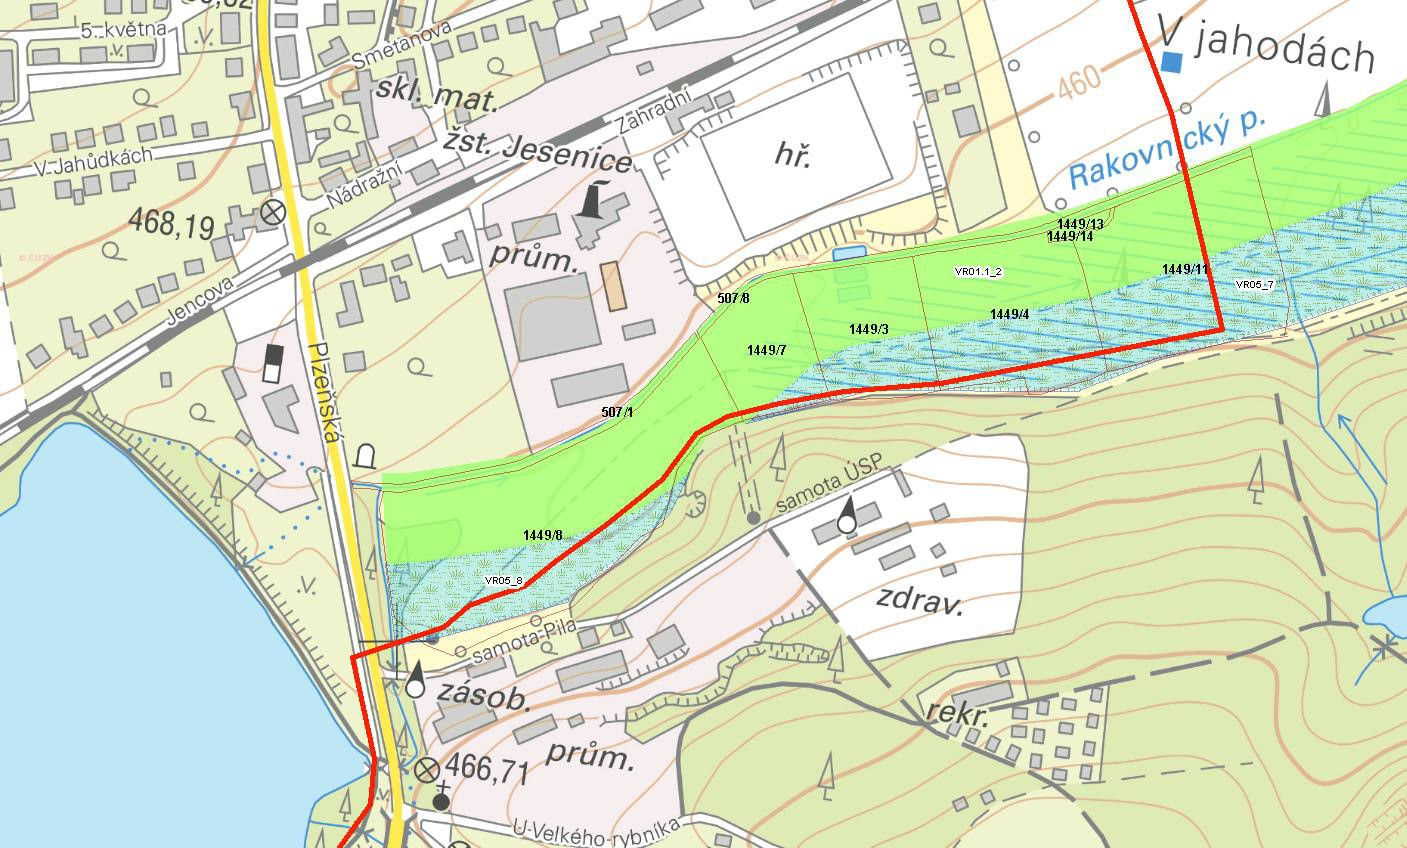 5. května
Smetanova
V jahodách
460
skl. mat.
Zahradní
Rakovnický p.
žst. Jesenice
hř.
V Jahůdkách
Nádražní
468,19
1449/13
1449/14
prům.
© ČÚZK
© ČÚZK
VR01.1_2
1449/11
VR05_7
Jencova
507/8
1449/4
1449/3
1449/7
Plzeňská
507/1
samota ÚSP
1449/8
VR05_8
zdrav.
samota-Pila
zásob.
rekr.
prům.
466,71
U-Velkého-rybníka